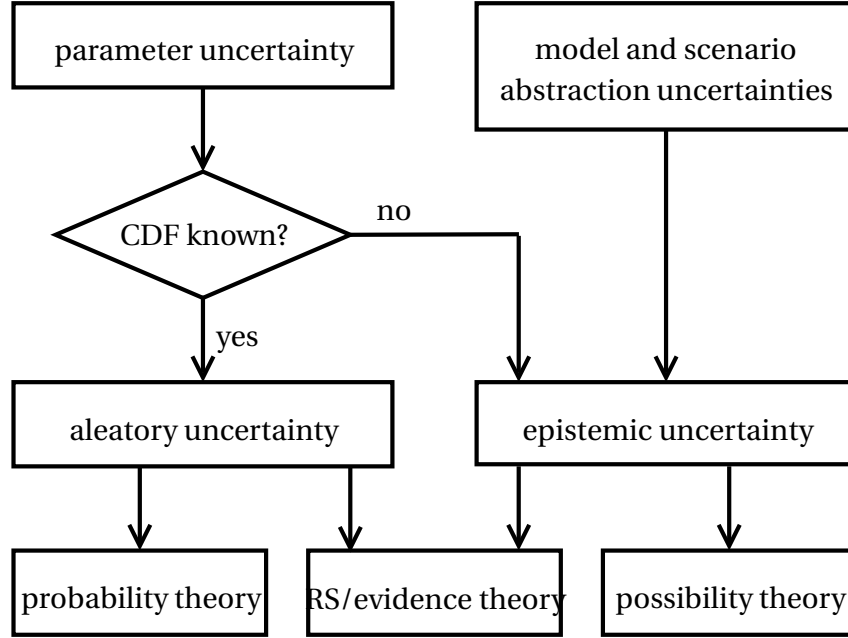 parameter uncertainty
model and scenario
abstraction uncertainties
CDF known?
no
yes
aleatory uncertainty
epistemic uncertainty
probability theory
RS/evidence theory
possibility theory